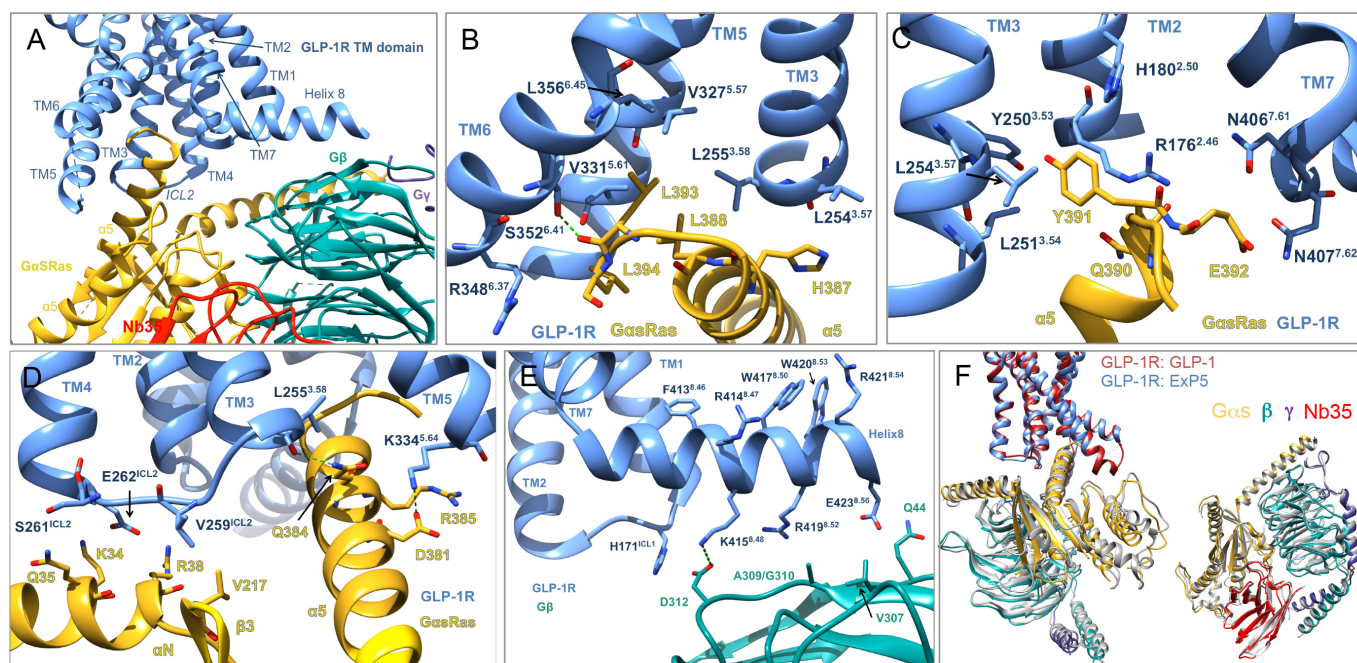 A
TM2
GLP-1R TM domain
TM1
TM6
Helix 8
TM3
TM7
TM5
TM4
ICL2
Gβ
Gγ
α5
GαSRas
α5
Nb35
B
TM5
L356^6.45
V327^5.57
TM3
TM6
V331^5.61
L255^3.58
L393
L388
S352^6.41
L254^3.57
L394
R348^6.37
H387
GLP-1R
GαsRas
α5
C
TM3
TM2
H180^2.50
TM7
Y250^3.53
N406^7.61
R176^2.46
L254^3.57
Y391
L251^3.54
Q390
E392
N407^7.62
α5
GαsRas
GLP-1R
D
TM2
TM4
TM3
L255^3.58
TM5
K334^5.64
E262^ICL2
S261^ICL2
V259^ICL2
Q384
R385
K34
R38
D381
Q35
V217
α5
GLP-1R
β3
GαsRas
αN
E
TM1
W420^8.53
W417^8.50
F413^8.46
R414^8.47
R421^8.54
TM7
Helix8
TM2
E423^8.56
Q44
R419^8.52
H171^ICL1
K415^8.48
A309/G310
GLP-1R
D312
Gβ
V307
F
GLP-1R: GLP-1
GLP-1R: ExP5
Gαs β γ Nb35